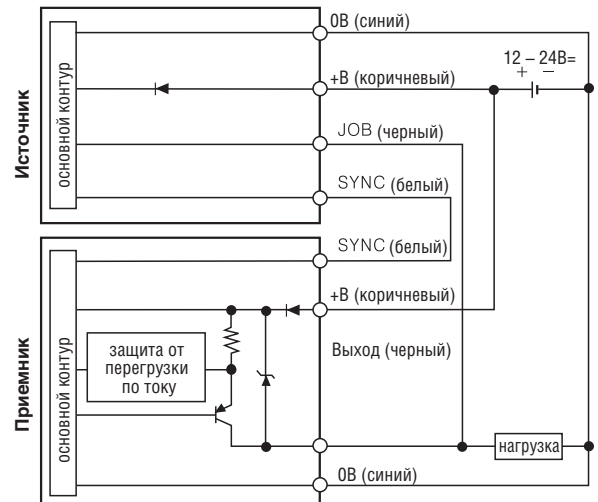 Источник
основной контур
0В (синий)
+В (коричневый)
12 – 24В=
+ –
JOB (черный)
SYNC (белый)
Приемник
основной контур
SYNC (белый)
+В (коричневый)
защита от
перегрузки
по току
Выход (черный)
нагрузка
0В (синий)